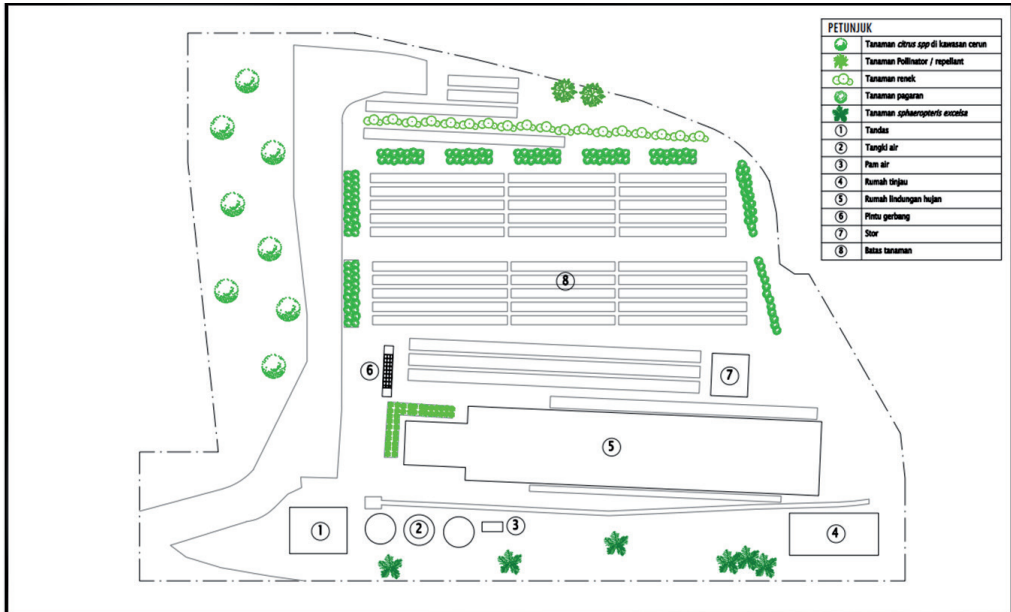 PETUNJUK
Tanaman citrus spp di kawasan cerun
Tanaman Pollinator / repellant
Tanaman renek
Tanaman pagaran
Tanaman sphaeropteris excelsa
1 Tandas
2 Tangki air
3 Pam air
4 Rumah tinjau
5 Rumah lindungan hujan
6 Pintu gerbang
7 Stor
8 Batas tanaman
8
6
7
5
1
2
3
4